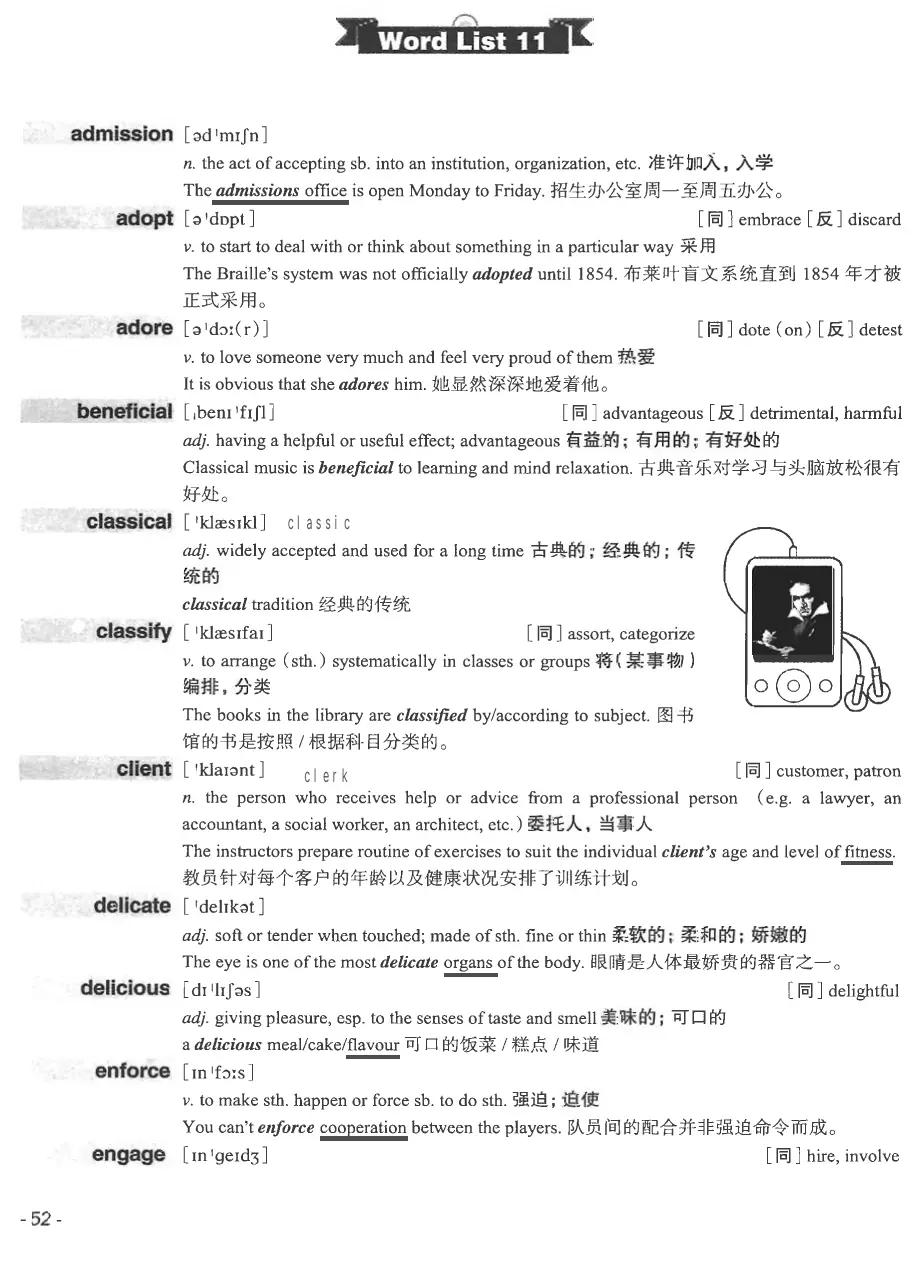 Word List 11
admission [ədˈmɪʃn]
n. the act of accepting sb. into an institution, organization, etc. 准许加入，入学
The admissions office is open Monday to Friday. 招生办公室周一至周五办公。
adopt [əˈdɒpt] [同] embrace [反] discard
v. to start to deal with or think about something in a particular way 采用
The Braille's system was not officially adopted until 1854. 布莱叶盲文系统直到 1854 年才被
正式采用。
adore [əˈdɔː(r)] [同] dote (on) [反] detest
v. to love someone very much and feel very proud of them 热爱
It is obvious that she adores him. 她显然深深地爱着他。
beneficial [ˌbenɪˈfɪʃl] [同] advantageous [反] detrimental, harmful
adj. having a helpful or useful effect; advantageous 有益的；有用的；有好处的
Classical music is beneficial to learning and mind relaxation. 古典音乐对学习与头脑放松很有
好处。
classical [ˈklæsɪkl] classic
adj. widely accepted and used for a long time 古典的；经典的；传
统的
classical tradition 经典的传统
classify [ˈklæsɪfaɪ] [同] assort, categorize
v. to arrange (sth.) systematically in classes or groups 将(某事物)
编排，分类
The books in the library are classified by/according to subject. 图书
馆的书是按照 / 根据科目分类的。
client [ˈklaɪənt] clerk [同] customer, patron
n. the person who receives help or advice from a professional person (e.g. a lawyer, an
accountant, a social worker, an architect, etc.) 委托人，当事人
The instructors prepare routine of exercises to suit the individual client's age and level of fitness.
教员针对每个客户的年龄以及健康状况安排了训练计划。
delicate [ˈdelɪkət]
adj. soft or tender when touched; made of sth. fine or thin 柔软的；柔和的；娇嫩的
The eye is one of the most delicate organs of the body. 眼睛是人体最娇贵的器官之一。
delicious [dɪˈlɪʃəs] [同] delightful
adj. giving pleasure, esp. to the senses of taste and smell 美味的；可口的
a delicious meal/cake/flavour 可口的饭菜 / 糕点 / 味道
enforce [ɪnˈfɔːs]
v. to make sth. happen or force sb. to do sth. 强迫；迫使
You can't enforce cooperation between the players. 队员间的配合并非强迫命令而成。
engage [ɪnˈgeɪdʒ] [同] hire, involve
- 52 -